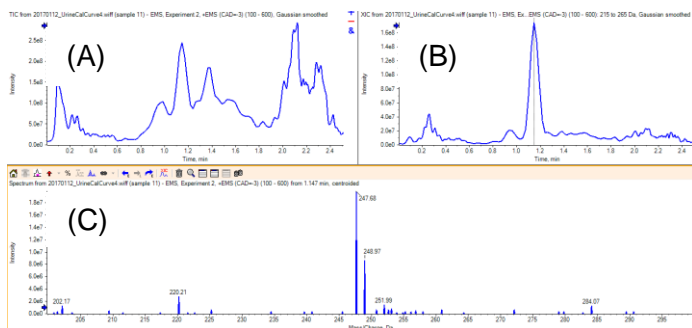 TIC from 20170112_UrineCalCurve4.wiff (sample 11) - EMS, Experiment 2, +EMS (CAD=-3) (100 - 600), Gaussian smoothed
(A)
Intensity
2.5e8
2.0e8
1.5e8
1.0e8
5.0e7
0.0e0
0.2 0.4 0.6 0.8 1.0 1.2 1.4 1.6 1.8 2.0 2.2 2.4
Time, min
XIC from 20170112_UrineCalCurve4.wiff (sample 11) - EMS, Ex...EMS (CAD=-3) (100 - 600): 215 to 265 Da, Gaussian smoothed
(B)
Intensity
1.6e8
1.4e8
1.2e8
1.0e8
8.0e7
6.0e7
4.0e7
2.0e7
0.0e0
0.2 0.4 0.6 0.8 1.0 1.2 1.4 1.6 1.8 2.0 2.2 2.4
Time, min
Spectrum from 20170112_UrineCalCurve4.wiff (sample 11) - EMS, Experiment 2, +EMS (CAD=-3) (100 - 600) from 1.147 min, centroided
(C)
Intensity
1.8e7
1.6e7
1.4e7
1.2e7
1.0e7
8.0e6
6.0e6
4.0e6
2.0e6
0.0e0
202.17
220.21
247.68
248.97
251.99
284.07
205 210 215 220 225 230 235 240 245 250 255 260 265 270 275 280 285 290 295
Mass/Charge, Da